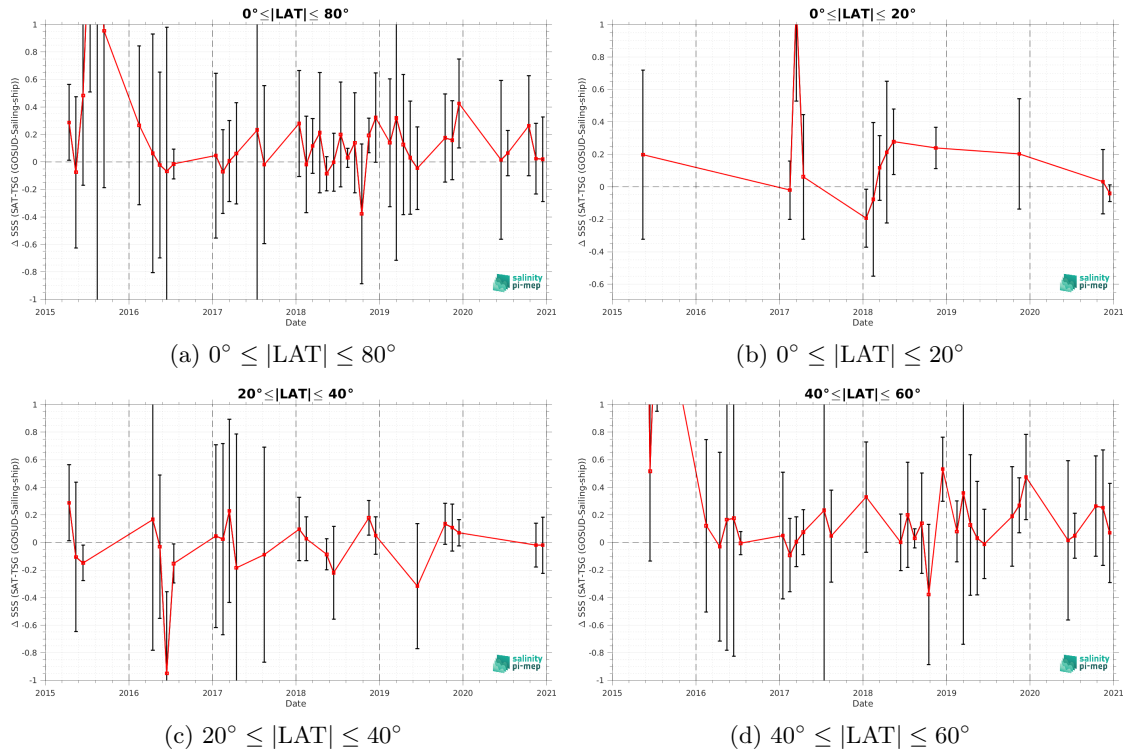 0°≤|LAT|≤ 80°
1
0.8
0.6
0.4
0.2
0
-0.2
-0.4
-0.6
-0.8
-1
Δ SSS (SAT-TSG (GOSUD-Sailing-ship))
2015 2016 2017 2018 2019 2020 2021
Date
salinity
pi-mep
(a) 0° ≤ |LAT| ≤ 80°
0°≤|LAT|≤ 20°
1
0.8
0.6
0.4
0.2
0
-0.2
-0.4
-0.6
Δ SSS (SAT-TSG (GOSUD-Sailing-ship))
2015 2016 2017 2018 2019 2020 2021
Date
salinity
pi-mep
(b) 0° ≤ |LAT| ≤ 20°
20°≤|LAT|≤ 40°
1
0.8
0.6
0.4
0.2
0
-0.2
-0.4
-0.6
-0.8
-1
Δ SSS (SAT-TSG (GOSUD-Sailing-ship))
2015 2016 2017 2018 2019 2020 2021
Date
salinity
pi-mep
(c) 20° ≤ |LAT| ≤ 40°
40°≤|LAT|≤ 60°
1
0.8
0.6
0.4
0.2
0
-0.2
-0.4
-0.6
-0.8
-1
Δ SSS (SAT-TSG (GOSUD-Sailing-ship))
2015 2016 2017 2018 2019 2020 2021
Date
salinity
pi-mep
(d) 40° ≤ |LAT| ≤ 60°